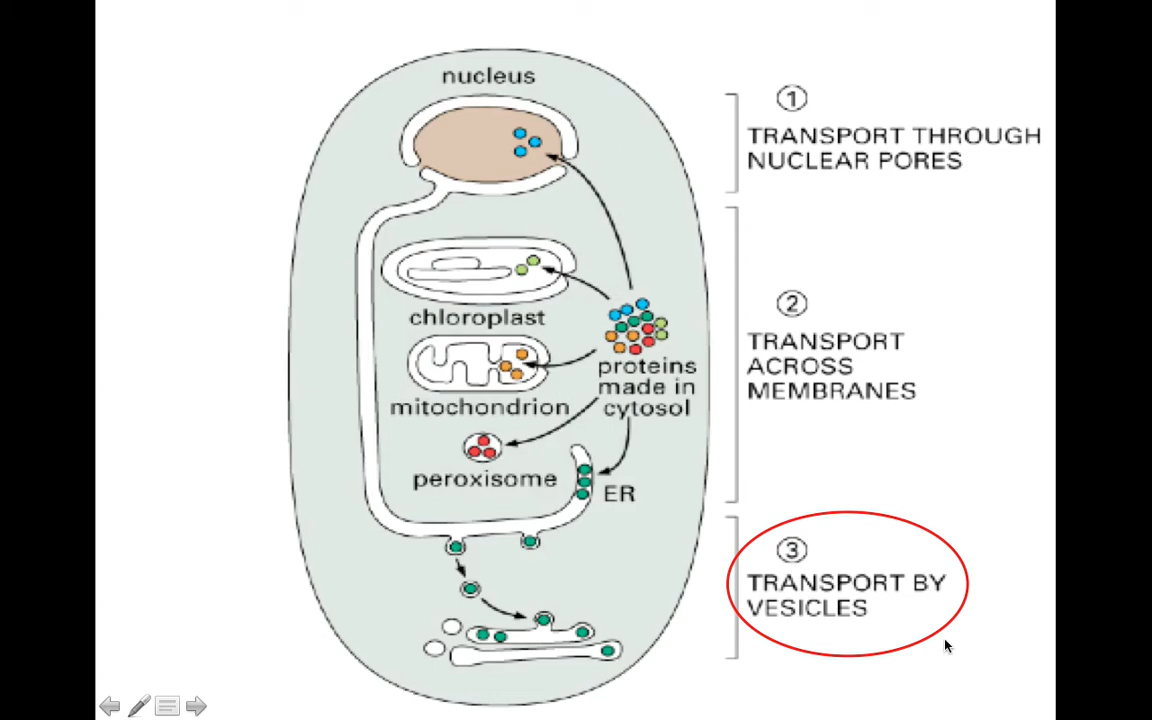 nucleus
chloroplast
mitochondrion
peroxisome
proteins
made in
cytosol
ER
①
TRANSPORT THROUGH
NUCLEAR PORES
②
TRANSPORT
ACROSS
MEMBRANES
③
TRANSPORT BY
VESICLES